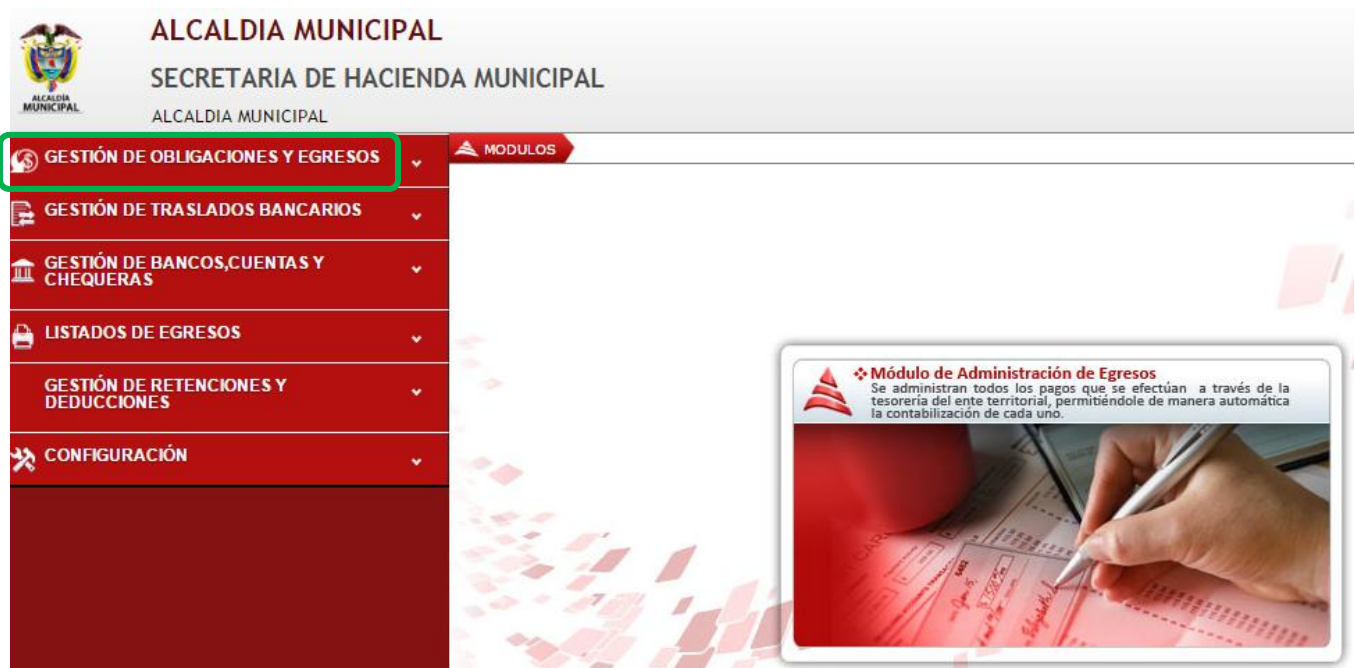 ALCALDIA MUNICIPAL
SECRETARIA DE HACIENDA MUNICIPAL
ALCALDIA MUNICIPAL
ALCALDÍA
MUNICIPAL
GESTIÓN DE OBLIGACIONES Y EGRESOS
GESTIÓN DE TRASLADOS BANCARIOS
GESTIÓN DE BANCOS,CUENTAS Y
CHEQUERAS
LISTADOS DE EGRESOS
GESTIÓN DE RETENCIONES Y
DEDUCCIONES
CONFIGURACIÓN
MODULOS
Módulo de Administración de Egresos
Se administran todos los pagos que se efectúan a través de la
tesorería del ente territorial, permitiéndole de manera automática
la contabilización de cada uno.